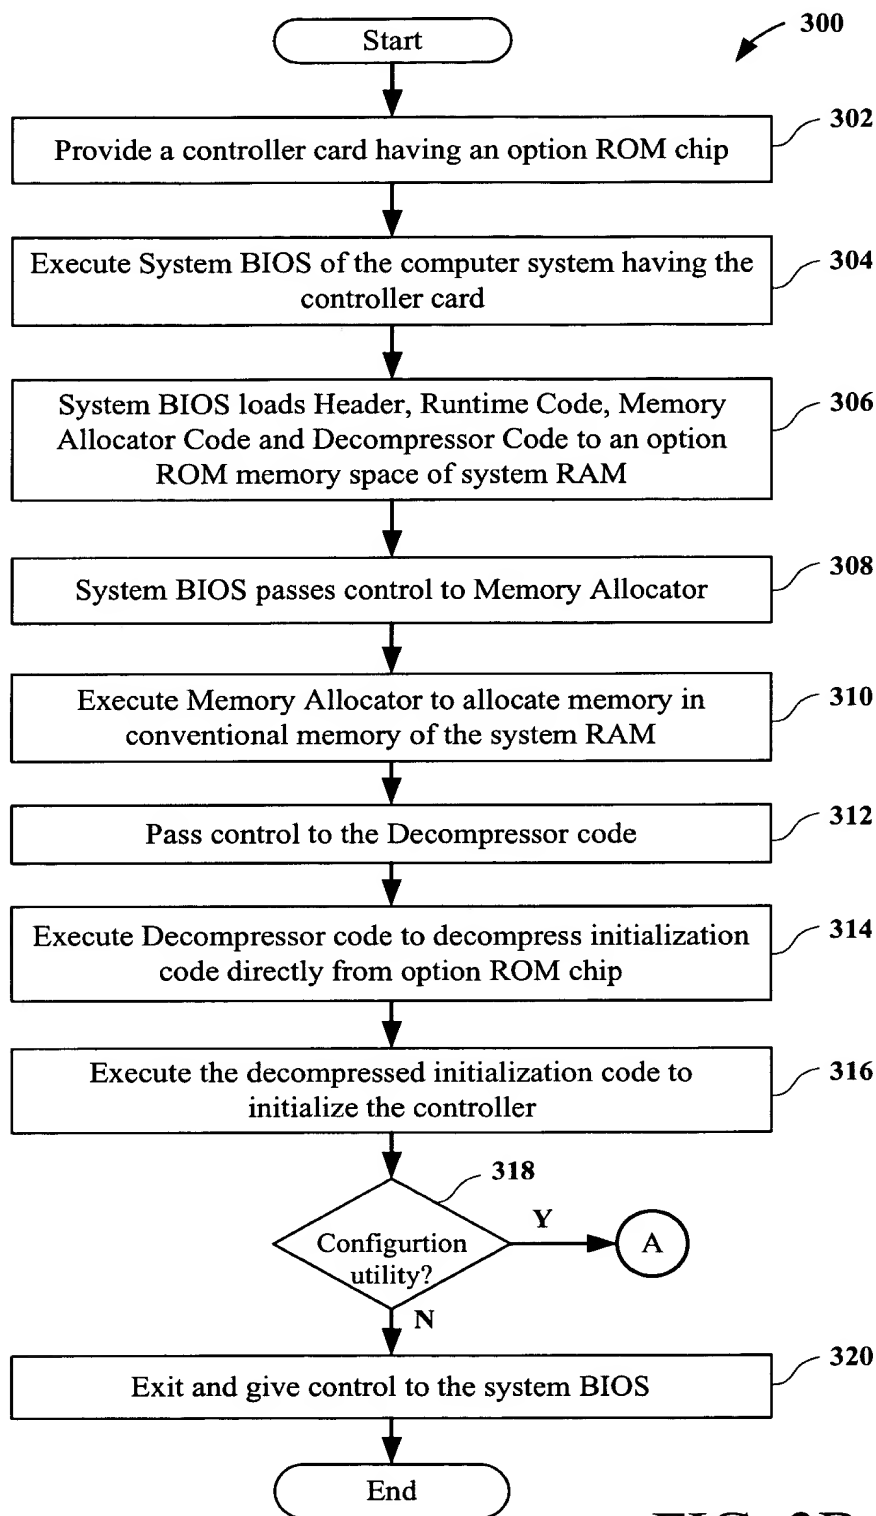 300
Start
302
Provide a controller card having an option ROM chip
304
Execute System BIOS of the computer system having the
controller card
306
System BIOS loads Header, Runtime Code, Memory
Allocator Code and Decompressor Code to an option
ROM memory space of system RAM
308
System BIOS passes control to Memory Allocator
310
Execute Memory Allocator to allocate memory in
conventional memory of the system RAM
312
Pass control to the Decompressor code
314
Execute Decompressor code to decompress initialization
code directly from option ROM chip
316
Execute the decompressed initialization code to
initialize the controller
318
Configurtion
utility?
Y
A
N
320
Exit and give control to the system BIOS
End